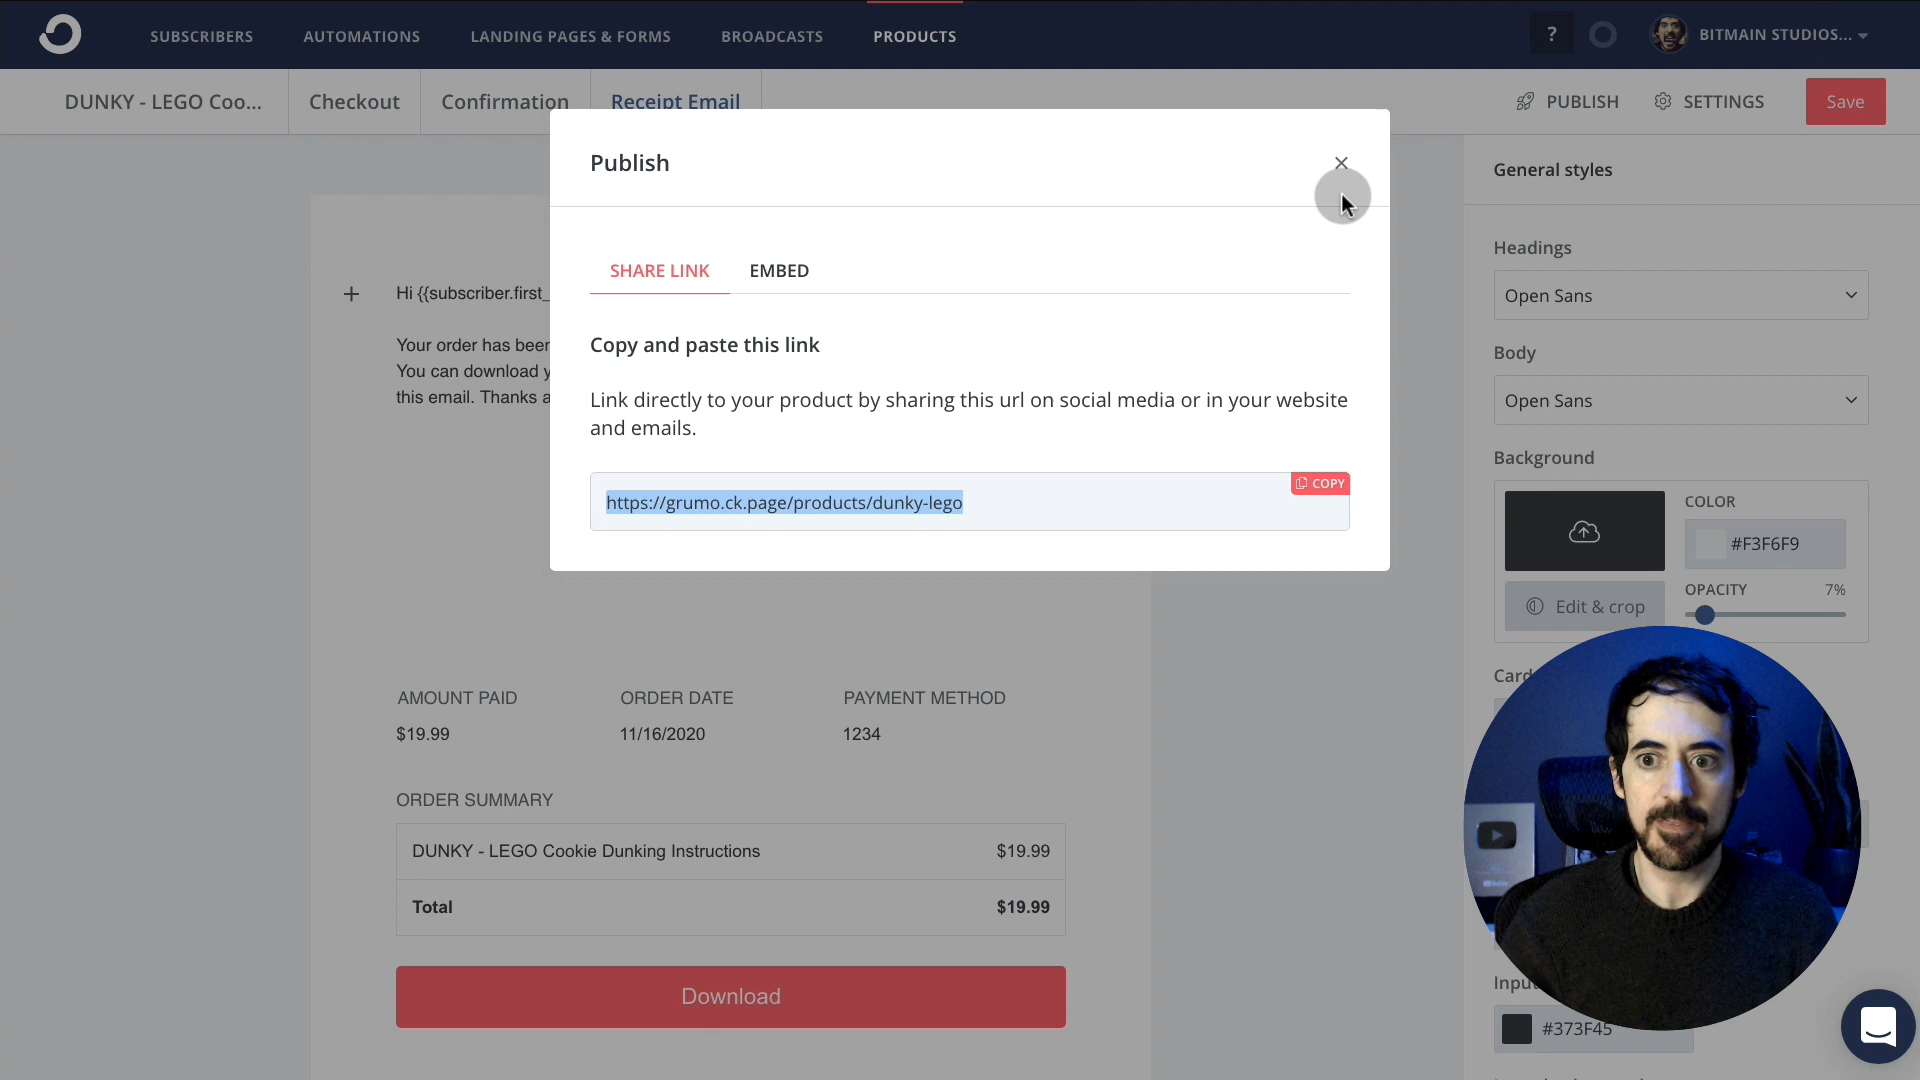 SUBSCRIBERS
AUTOMATIONS
LANDING PAGES & FORMS
BROADCASTS
PRODUCTS
?
BITMAIN STUDIOS...
DUNKY - LEGO Coo...
Checkout
Confirmation
Receipt Email
PUBLISH
SETTINGS
Save
Publish
SHARE LINK
EMBED
Copy and paste this link
Link directly to your product by sharing this url on social media or in your website
and emails.
COPY
https://grumo.ck.page/products/dunky-lego
Hi {{subscriber.first_
Your order has been
You can download
this email. Thanks
AMOUNT PAID
ORDER DATE
PAYMENT METHOD
$19.99
11/16/2020
1234
ORDER SUMMARY
DUNKY - LEGO Cookie Dunking Instructions
$19.99
Total
$19.99
Download
General styles
Headings
Open Sans
Body
Open Sans
Background
COLOR
#F3F6F9
OPACITY
7%
Edit & crop
Card
Input
#373F45